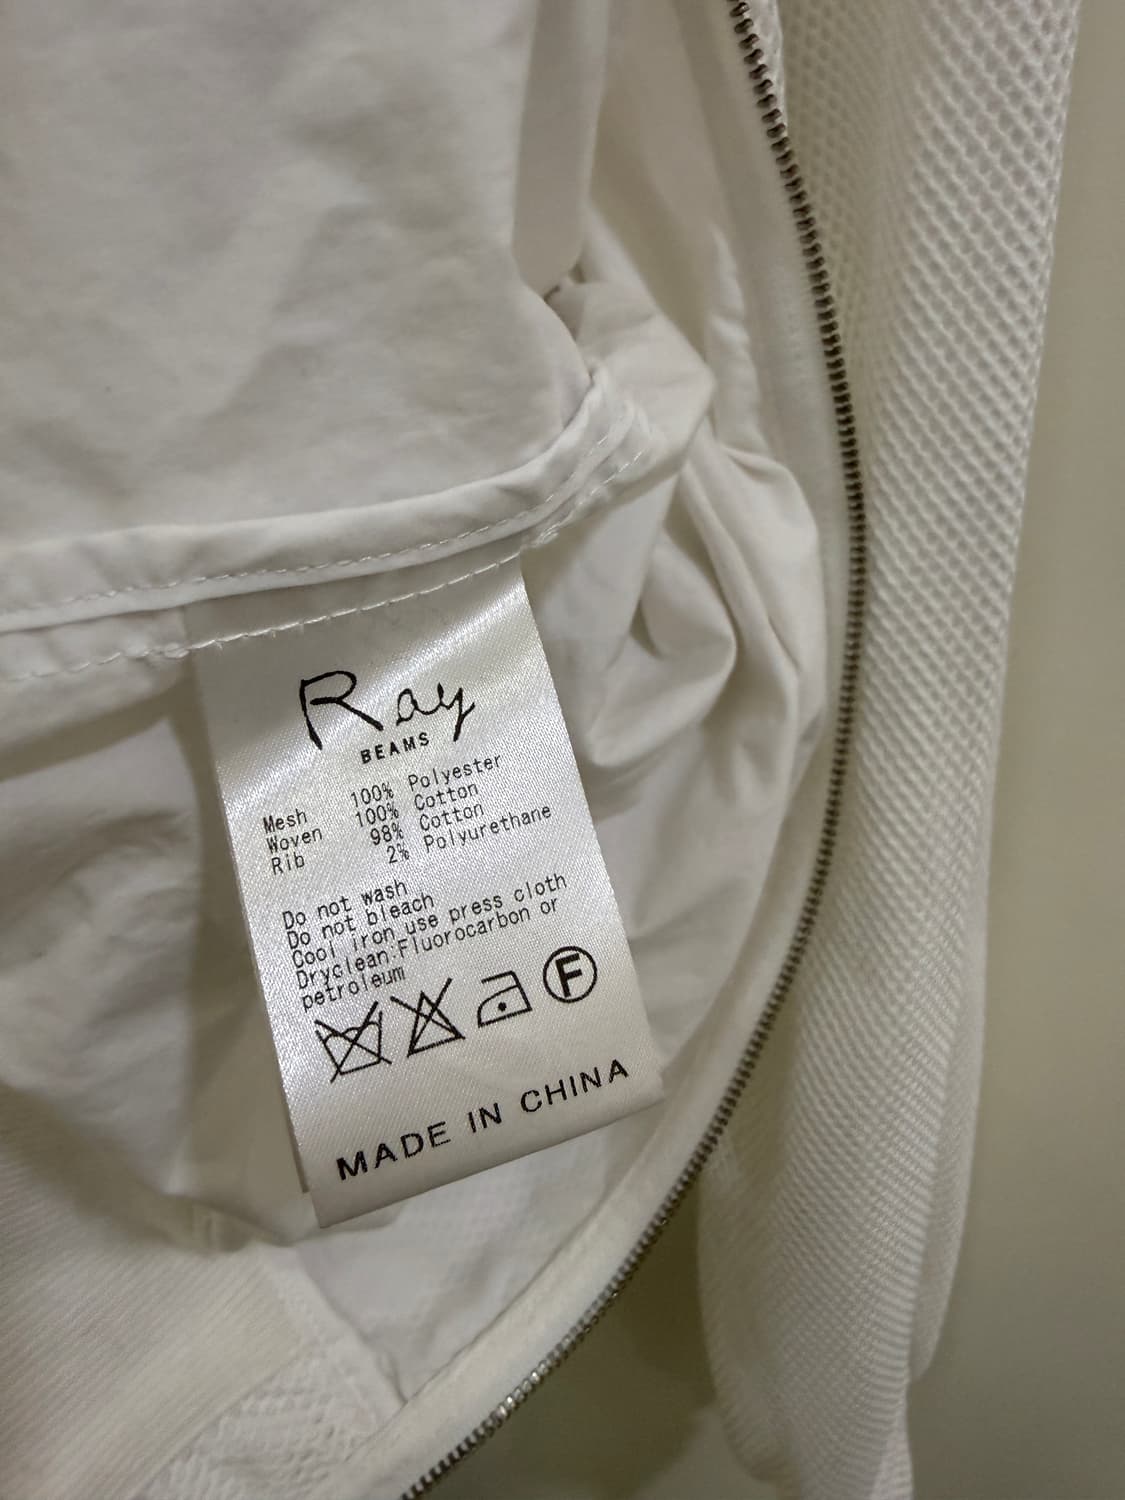 Ray
BEAMS
Mesh 100% Polyester
Woven 100% Cotton
Rib 98% Cotton
2% Polyurethane
Do not wash
Do not bleach
Cool iron use press cloth
Dryclean:Fluorocarbon or
petroleum
F
MADE IN CHINA